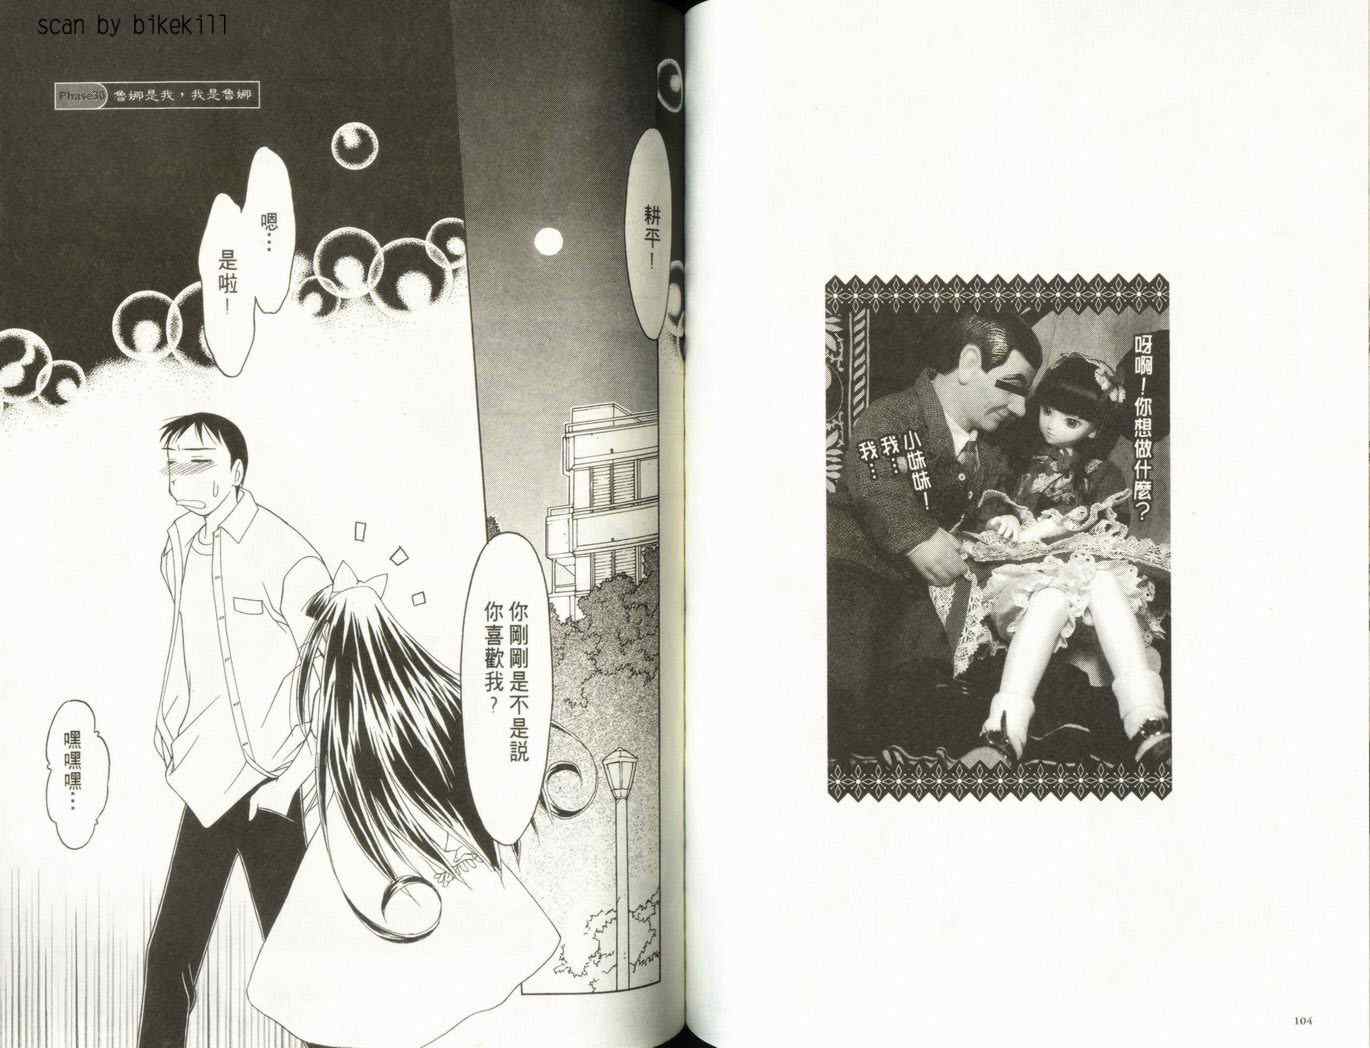 scan by bikekill
Phase30 魯娜是我，我是魯娜
耕平！
你剛剛是不是説
你喜歡我？
嗯…
是啦！
嘿嘿嘿…
呀啊！你想做什麼？
小妹妹！
我…
我…
104